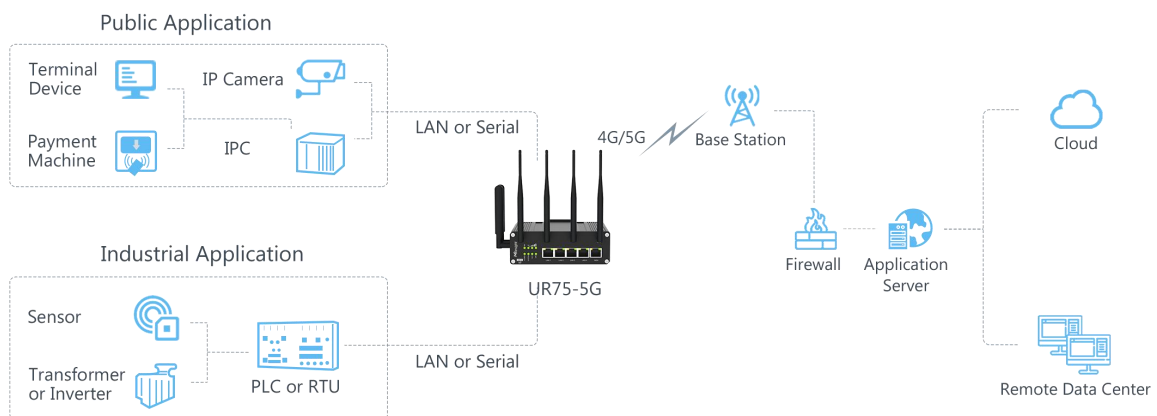 Public Application
Terminal
Device
IP Camera
Payment
Machine
IPC
LAN or Serial
4G/5G
Base Station
Cloud
UR75-5G
Firewall
Application
Server
Industrial Application
Sensor
Transformer
or Inverter
PLC or RTU
LAN or Serial
Remote Data Center